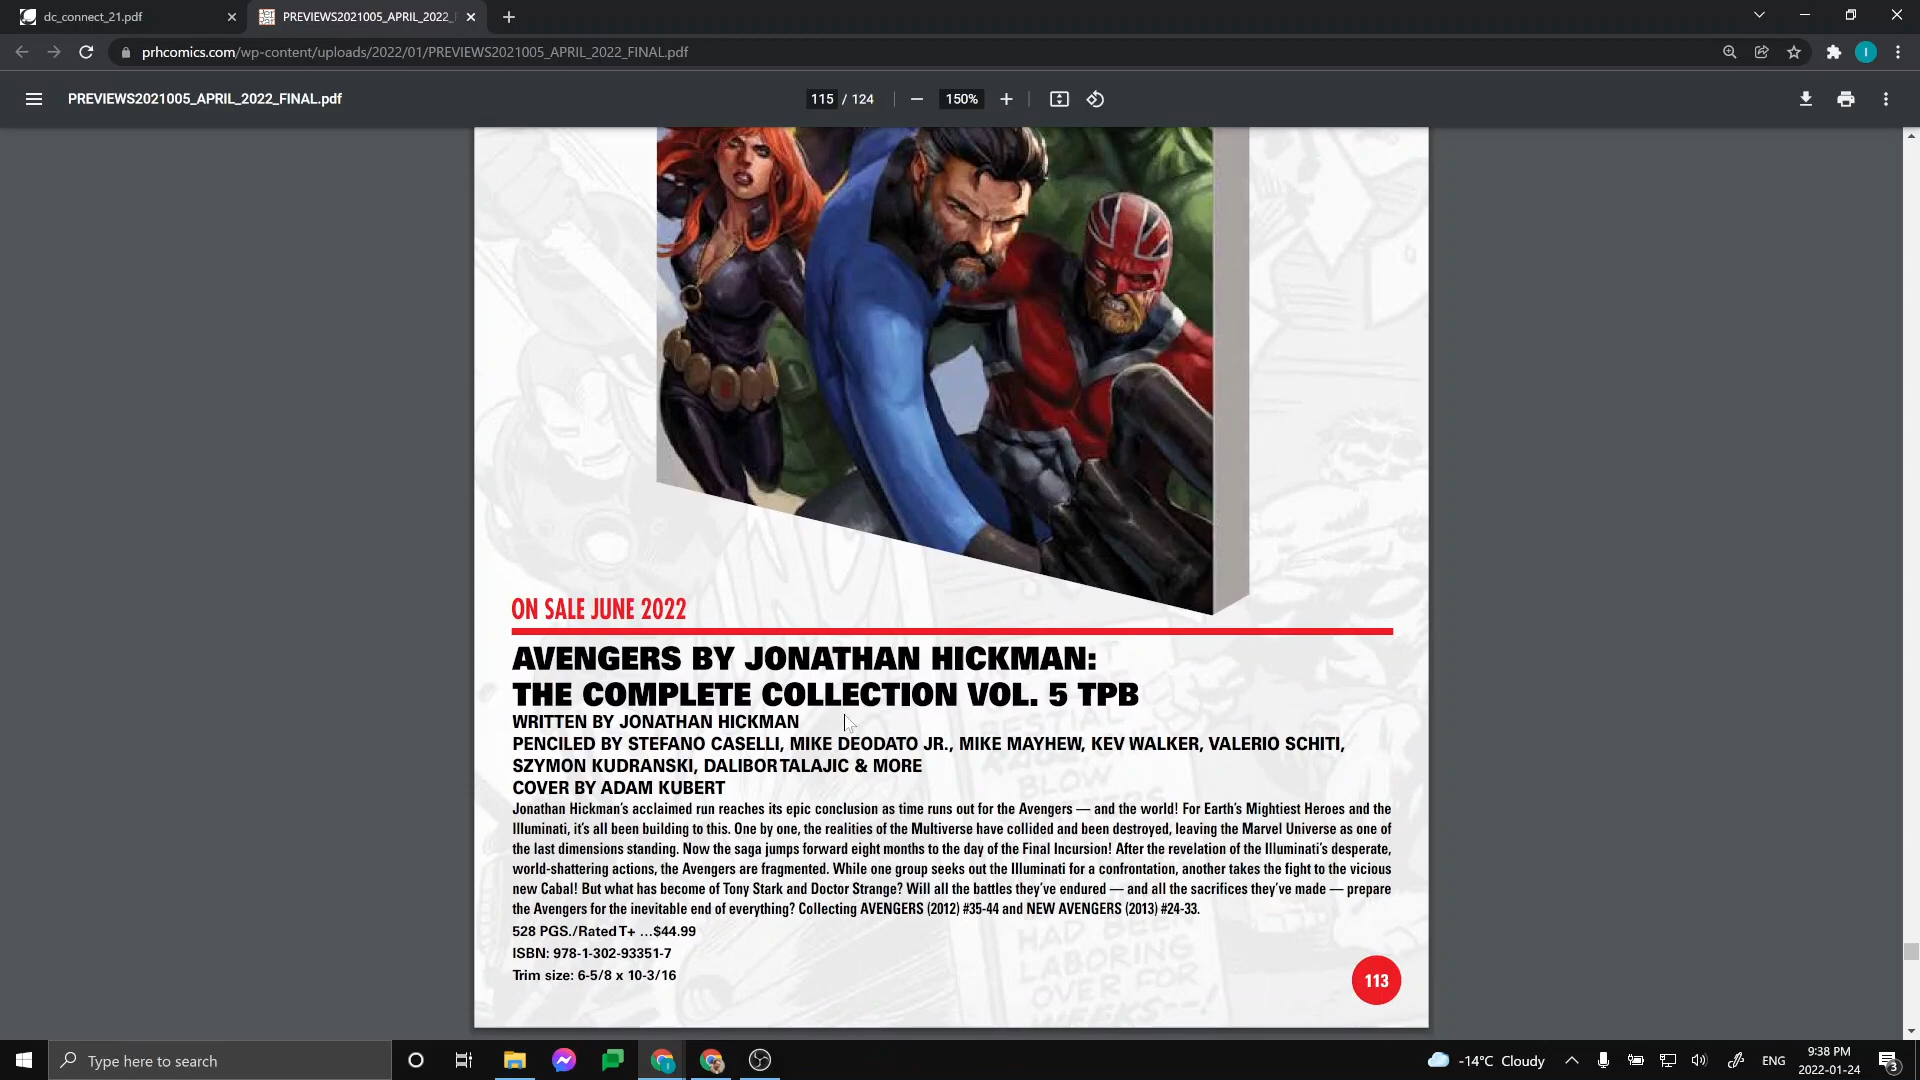 dc_connect_21.pdf
PREVIEWS2021005_APRIL_2022_
prhcomics.com/wp-content/uploads/2022/01/PREVIEWS2021005_APRIL_2022_FINAL.pdf
I
PREVIEWS2021005_APRIL_2022_FINAL.pdf
115 / 124
150%
ON SALE JUNE 2022
AVENGERS BY JONATHAN HICKMAN:
THE COMPLETE COLLECTION VOL. 5 TPB
WRITTEN BY JONATHAN HICKMAN
PENCILED BY STEFANO CASELLI, MIKE DEODATO JR., MIKE MAYHEW, KEV WALKER, VALERIO SCHITI,
SZYMON KUDRANSKI, DALIBOR TALAJIC & MORE
COVER BY ADAM KUBERT
Jonathan Hickman's acclaimed run reaches its epic conclusion as time runs out for the Avengers — and the world! For Earth's Mightiest Heroes and the
Illuminati, it's all been building to this. One by one, the realities of the Multiverse have collided and been destroyed, leaving the Marvel Universe as one of
the last dimensions standing. Now the saga jumps forward eight months to the day of the Final Incursion! After the revelation of the Illuminati's desperate,
world-shattering actions, the Avengers are fragmented. While one group seeks out the Illuminati for a confrontation, another takes the fight to the vicious
new Cabal! But what has become of Tony Stark and Doctor Strange? Will all the battles they've endured — and all the sacrifices they've made — prepare
the Avengers for the inevitable end of everything? Collecting AVENGERS (2012) #35-44 and NEW AVENGERS (2013) #24-33.
528 PGS./Rated T+ …$44.99
ISBN: 978-1-302-93351-7
Trim size: 6-5/8 x 10-3/16
BLOW
HAD BEEN
LABORING
OVER FOR
WEEKS--!
113
Type here to search
-14°C Cloudy
ENG
9:38 PM
2022-01-24
3